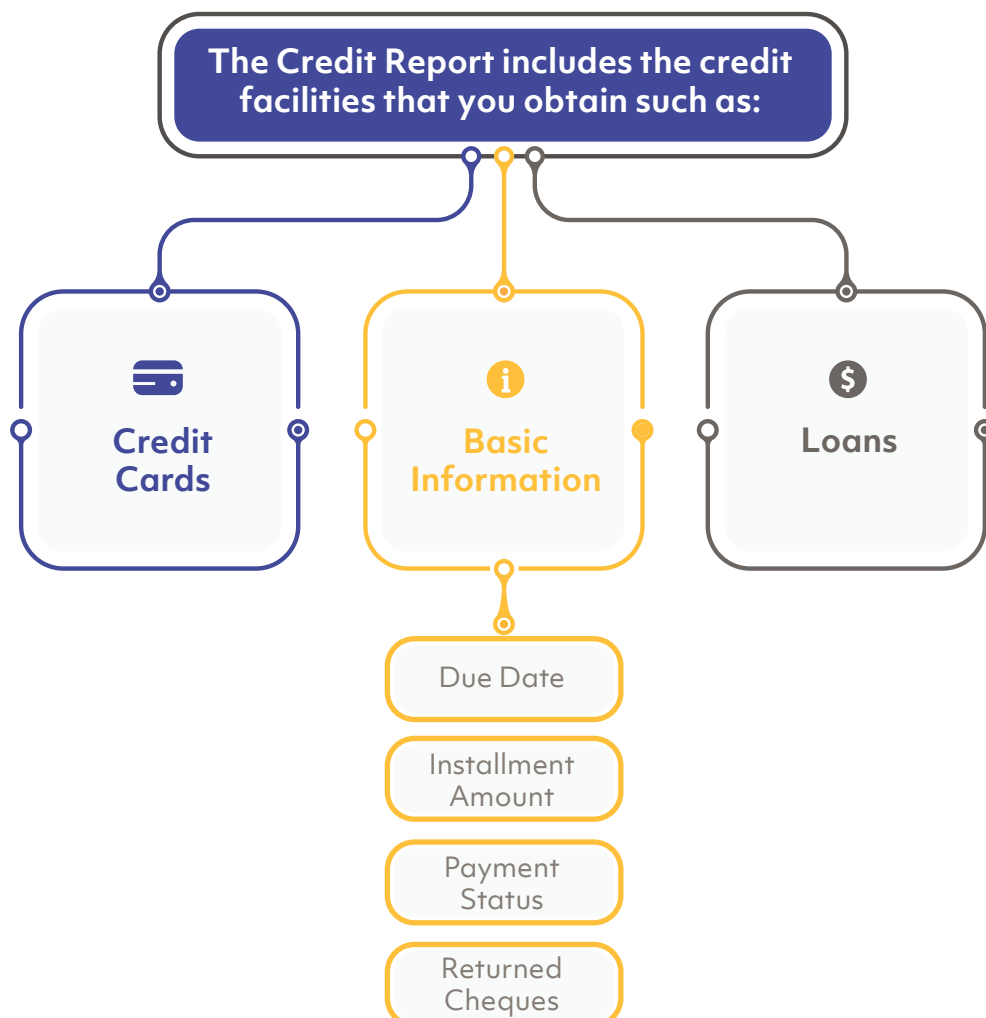 The Credit Report includes the credit
facilities that you obtain such as:
Credit
Cards
Basic
Information
Loans
Due Date
Installment
Amount
Payment
Status
Returned
Cheques